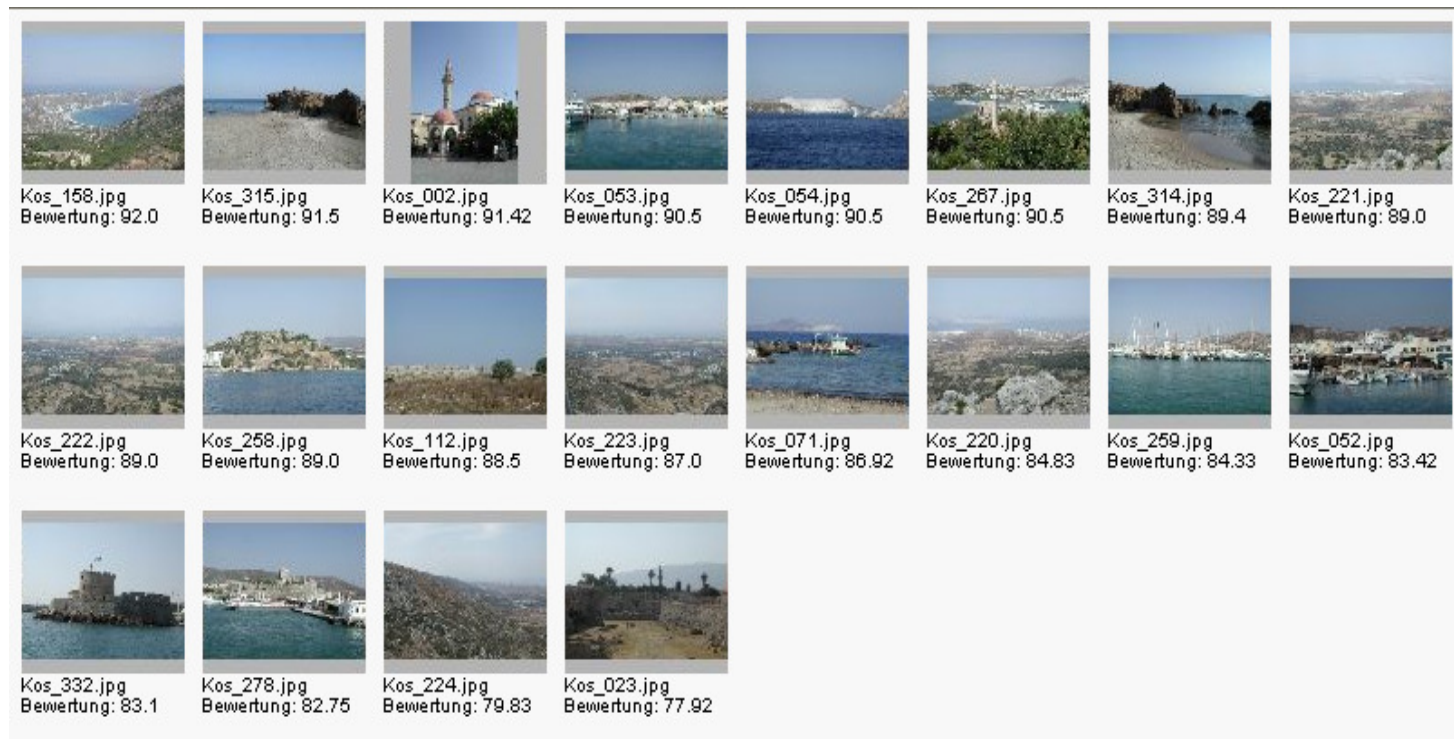 Kos_158.jpg
Bewertung: 92.0
Kos_315.jpg
Bewertung: 91.5
Kos_002.jpg
Bewertung: 91.42
Kos_053.jpg
Bewertung: 90.5
Kos_054.jpg
Bewertung: 90.5
Kos_267.jpg
Bewertung: 90.5
Kos_314.jpg
Bewertung: 89.4
Kos_221.jpg
Bewertung: 89.0
Kos_222.jpg
Bewertung: 89.0
Kos_258.jpg
Bewertung: 89.0
Kos_112.jpg
Bewertung: 88.5
Kos_223.jpg
Bewertung: 87.0
Kos_071.jpg
Bewertung: 86.92
Kos_220.jpg
Bewertung: 84.83
Kos_259.jpg
Bewertung: 84.33
Kos_052.jpg
Bewertung: 83.42
Kos_332.jpg
Bewertung: 83.1
Kos_278.jpg
Bewertung: 82.75
Kos_224.jpg
Bewertung: 79.83
Kos_023.jpg
Bewertung: 77.92